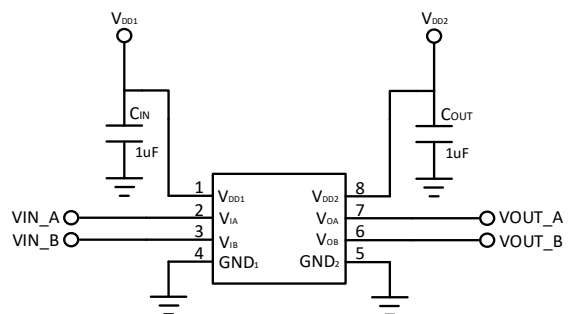 VDD1
VDD2
CIN
1uF
COUT
1uF
1 VDD1 VDD2 8
VIN_A 2 VIA VOA 7 VOUT_A
VIN_B 3 VIB VOB 6 VOUT_B
4 GND1 GND2 5